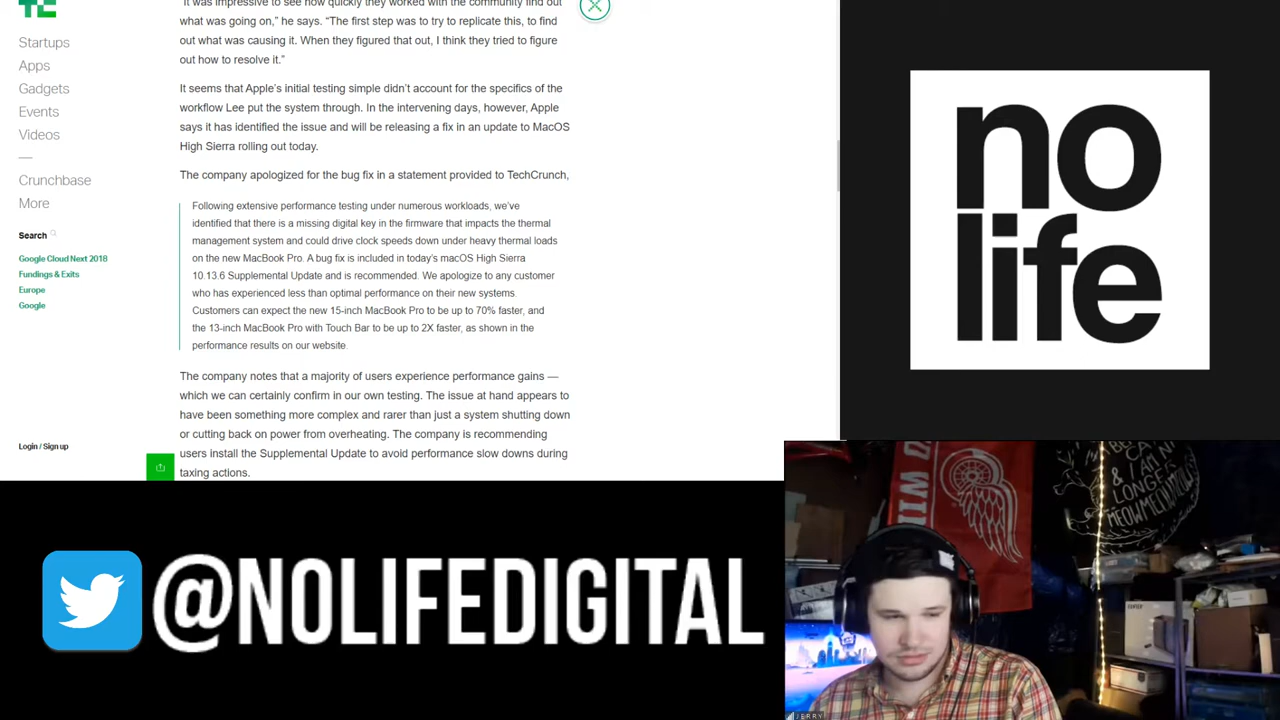 "It was impressive to see how quickly they worked with the community find out
what was going on," he says. "The first step was to try to replicate this, to find
out what was causing it. When they figured that out, I think they tried to figure
out how to resolve it."
It seems that Apple's initial testing simple didn't account for the specifics of the
workflow Lee put the system through. In the intervening days, however, Apple
says it has identified the issue and will be releasing a fix in an update to MacOS
High Sierra rolling out today.
The company apologized for the bug fix in a statement provided to TechCrunch,
Following extensive performance testing under numerous workloads, we've
identified that there is a missing digital key in the firmware that impacts the thermal
management system and could drive clock speeds down under heavy thermal loads
on the new MacBook Pro. A bug fix is included in today's macOS High Sierra
10.13.6 Supplemental Update and is recommended. We apologize to any customer
who has experienced less than optimal performance on their new systems.
Customers can expect the new 15-inch MacBook Pro to be up to 70% faster, and
the 13-inch MacBook Pro with Touch Bar to be up to 2X faster, as shown in the
performance results on our website.
The company notes that a majority of users experience performance gains —
which we can certainly confirm in our own testing. The issue at hand appears to
have been something more complex and rarer than just a system shutting down
or cutting back on power from overheating. The company is recommending
users install the Supplemental Update to avoid performance slow downs during
taxing actions.
TC
Startups
Apps
Gadgets
Events
Videos
—
Crunchbase
More
Search
Google Cloud Next 2018
Fundings & Exits
Europe
Google
Login / Sign up
no
life
@NOLIFEDIGITAL
D WIN
I AM NO
LONGER
MEOWMEOWMEOW
JERRY